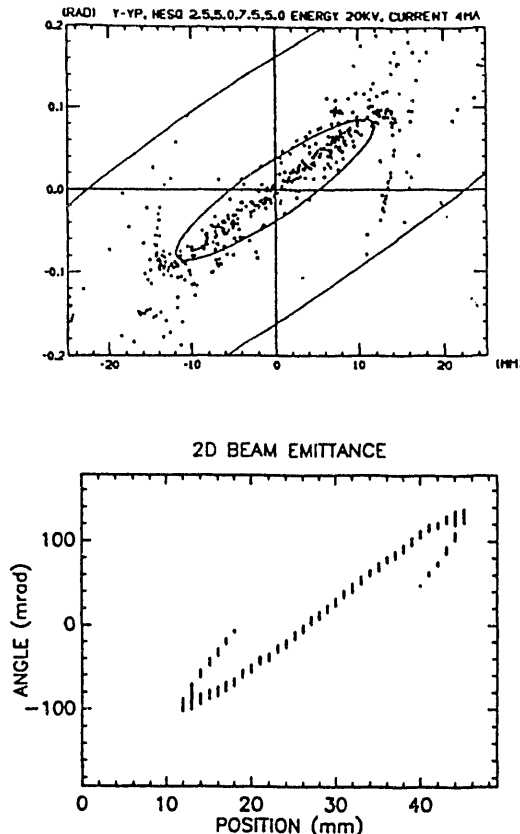 (RAD) Y-YP, HESQ 2.5,5.0,7.5,5.0 ENERGY 20KV, CURRENT 4MA
0.2
0.1
0.0
-0.1
-0.2
-20 -10 0 10 20 (MM)
2D BEAM EMITTANCE
ANGLE (mrad)
100
0
-100
0 10 20 30 40
POSITION (mm)